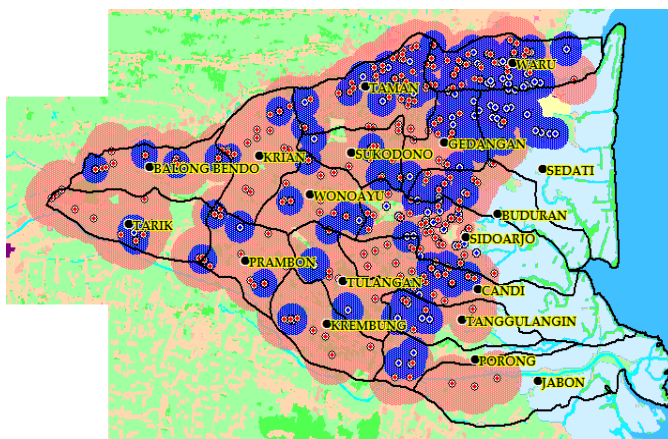 WARU
TAMAN
GEDANGAN
SUKODONO
KRIAN
BALONG BENDO
SEDATI
WONOAYU
BUDURAN
TARIK
SIDOARJO
PRAMBON
TULANGAN
CANDI
TANGGULANGIN
KREMBUNG
PORONG
JABON